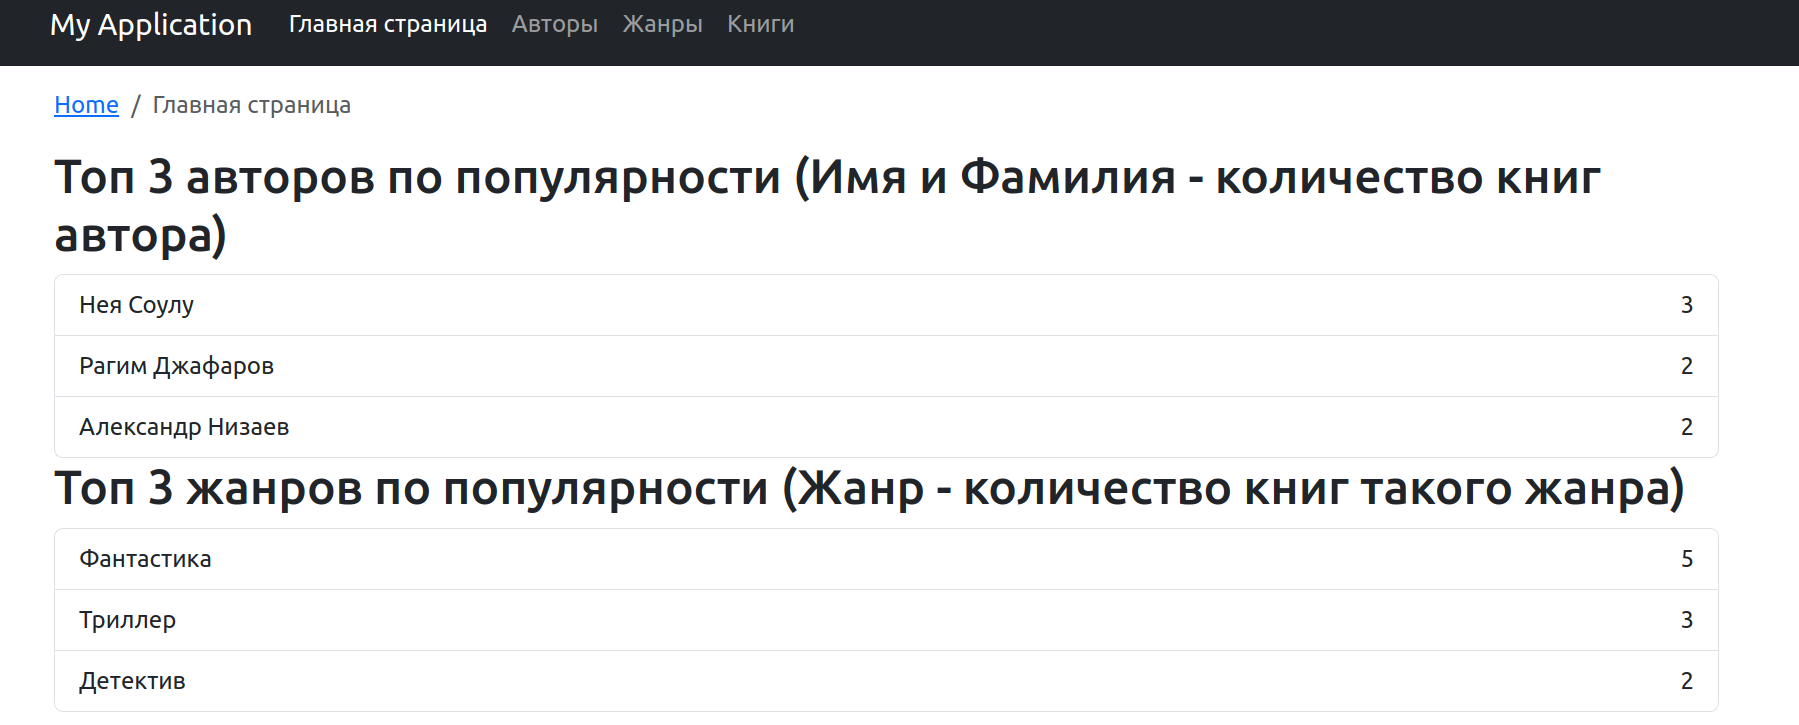 My Application Главная страница Авторы Жанры Книги
Home / Главная страница
Топ 3 авторов по популярности (Имя и Фамилия - количество книг
автора)
Нея Соулу 3
Рагим Джафаров 2
Александр Низаев 2
Топ 3 жанров по популярности (Жанр - количество книг такого жанра)
Фантастика 5
Триллер 3
Детектив 2